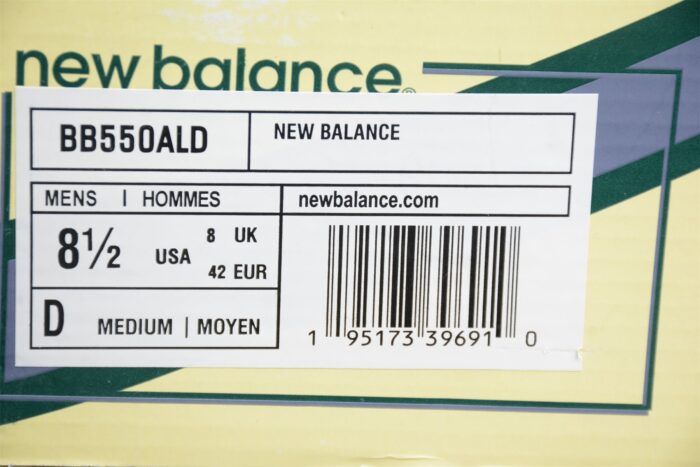 new balance®
BB550ALD
NEW BALANCE
MENS | HOMMES
newbalance.com
8½ USA
8 UK
42 EUR
D MEDIUM | MOYEN
1 95173 39691 0